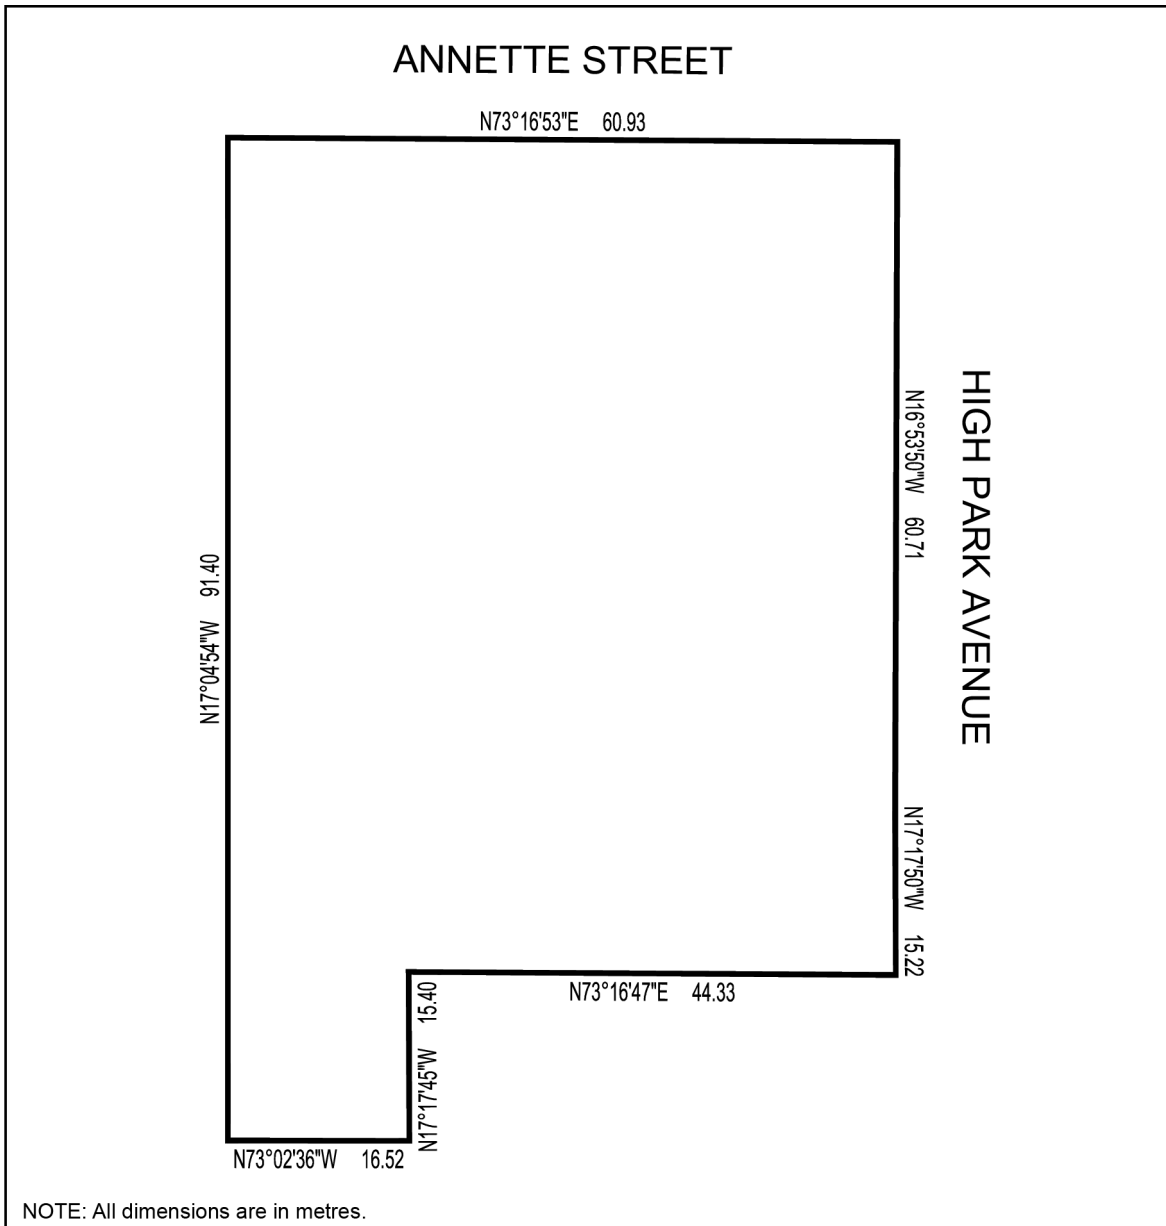 ANNETTE STREET
N73°16'53"E 60.93
N16°53'50"W 60.71
HIGH PARK AVENUE
N17°04'54"W 91.40
N17°17'50"W 15.22
N73°16'47"E 44.33
N17°17'45"W 15.40
N73°02'36"W 16.52
NOTE: All dimensions are in metres.